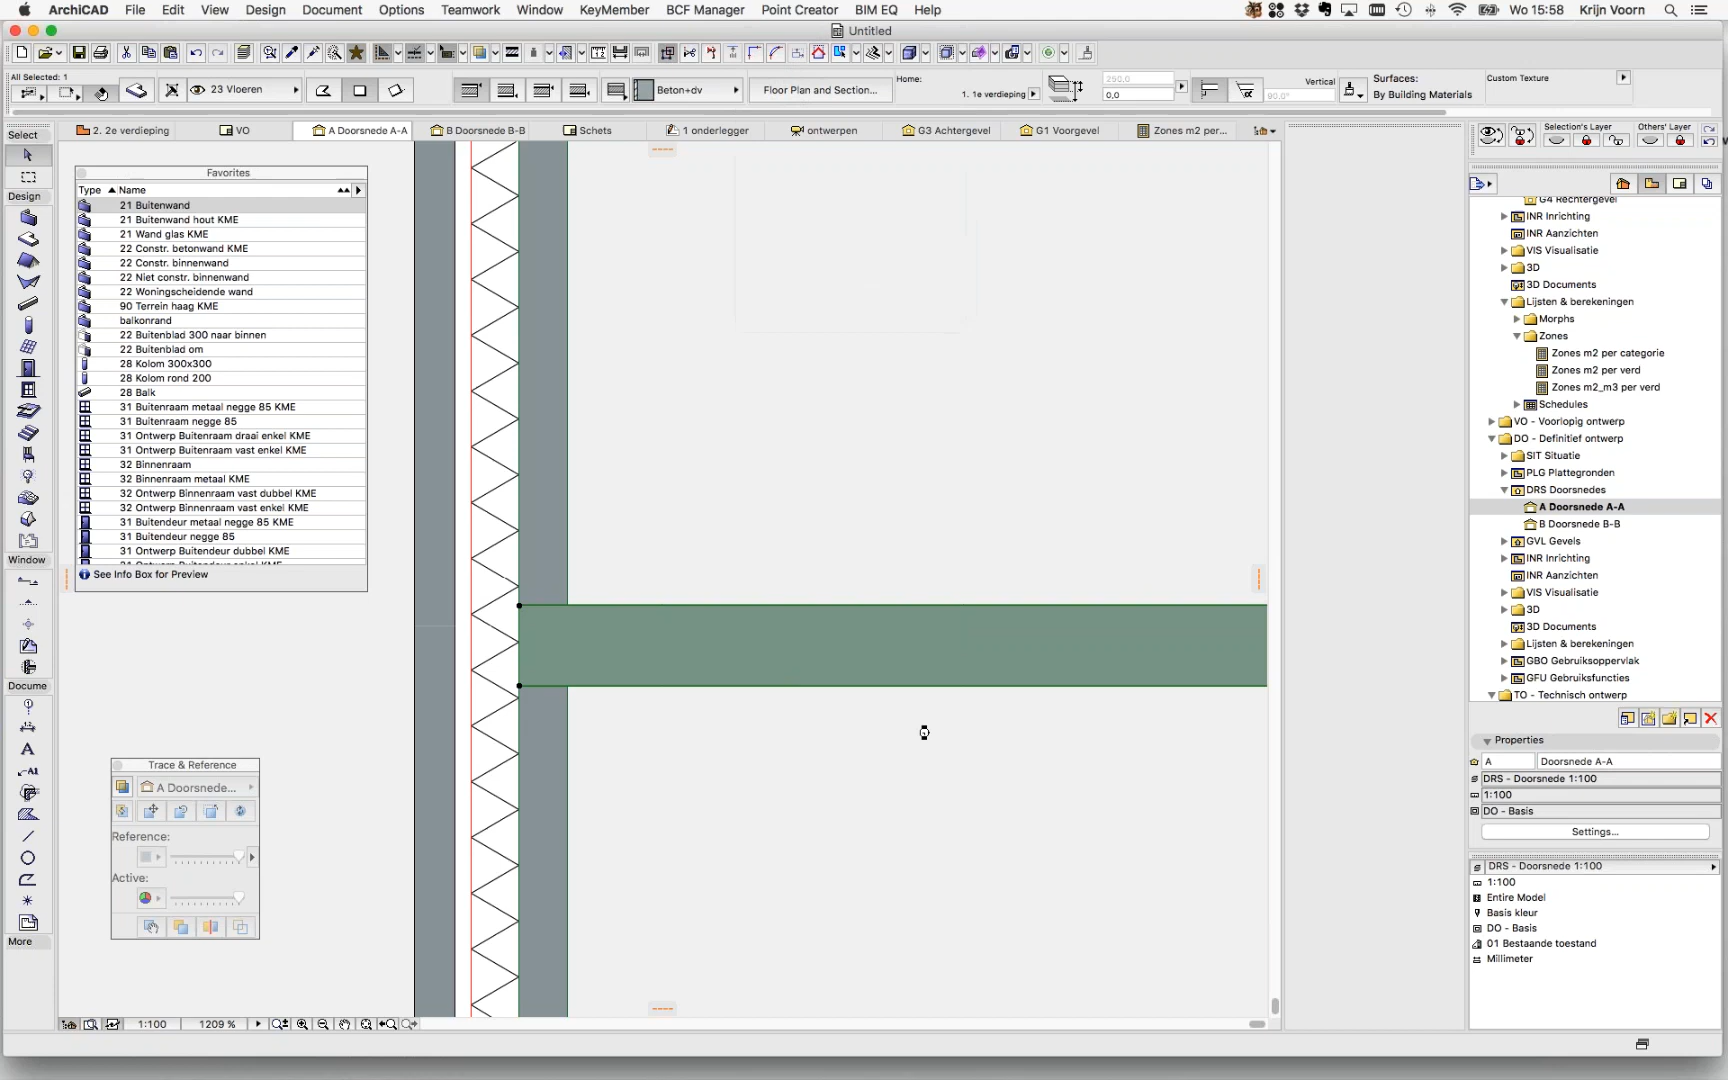 ArchiCAD File Edit View Design Document Options Teamwork Window KeyMember BCF Manager Point Creator BIM EQ Help Wo 15:58 Krijn Voorn
Untitled
All Selected: 1
23 Vloeren
Beton+dv
Floor Plan and Section...
Home:
1. 1e verdieping
250,0
0,0
Vertical
90,0°
Surfaces:
By Building Materials
Custom Texture
Select
2. 2e verdieping
VO
A Doorsnede A-A
B Doorsnede B-B
Schets
1 onderlegger
ontwerpen
G3 Achtergevel
G1 Voorgevel
Zones m2 per...
Selection's Layer
Others' Layer
Favorites
Type Name
21 Buitenwand
21 Buitenwand hout KME
21 Wand glas KME
22 Constr. betonwand KME
22 Constr. binnenwand
22 Niet constr. binnenwand
22 Woningscheidende wand
90 Terrein haag KME
balkonrand
22 Buitenblad 300 naar binnen
22 Buitenblad om
28 Kolom 300x300
28 Kolom rond 200
28 Balk
31 Buitenraam metaal negge 85 KME
31 Buitenraam negge 85
31 Ontwerp Buitenraam draai enkel KME
31 Ontwerp Buitenraam vast enkel KME
32 Binnenraam
32 Binnenraam metaal KME
32 Ontwerp Binnenraam vast dubbel KME
32 Ontwerp Binnenraam vast enkel KME
31 Buitendeur metaal negge 85 KME
31 Buitendeur negge 85
31 Ontwerp Buitendeur dubbel KME
See Info Box for Preview
Design
Window
Docume
More
Trace & Reference
A Doorsnede...
Reference:
Active:
1:100
1209 %
G4 Rechtergevel
INR Inrichting
INR Aanzichten
VIS Visualisatie
3D
3D Documents
Lijsten & berekeningen
Morphs
Zones
Zones m2 per categorie
Zones m2 per verd
Zones m2_m3 per verd
Schedules
VO - Voorlopig ontwerp
DO - Definitief ontwerp
SIT Situatie
PLG Plattegronden
DRS Doorsnedes
A Doorsnede A-A
B Doorsnede B-B
GVL Gevels
INR Inrichting
INR Aanzichten
VIS Visualisatie
3D
3D Documents
Lijsten & berekeningen
GBO Gebruiksoppervlak
GFU Gebruiksfuncties
TO - Technisch ontwerp
Properties
A Doorsnede A-A
DRS - Doorsnede 1:100
1:100
DO - Basis
Settings...
DRS - Doorsnede 1:100
1:100
Entire Model
Basis kleur
DO - Basis
01 Bestaande toestand
Millimeter